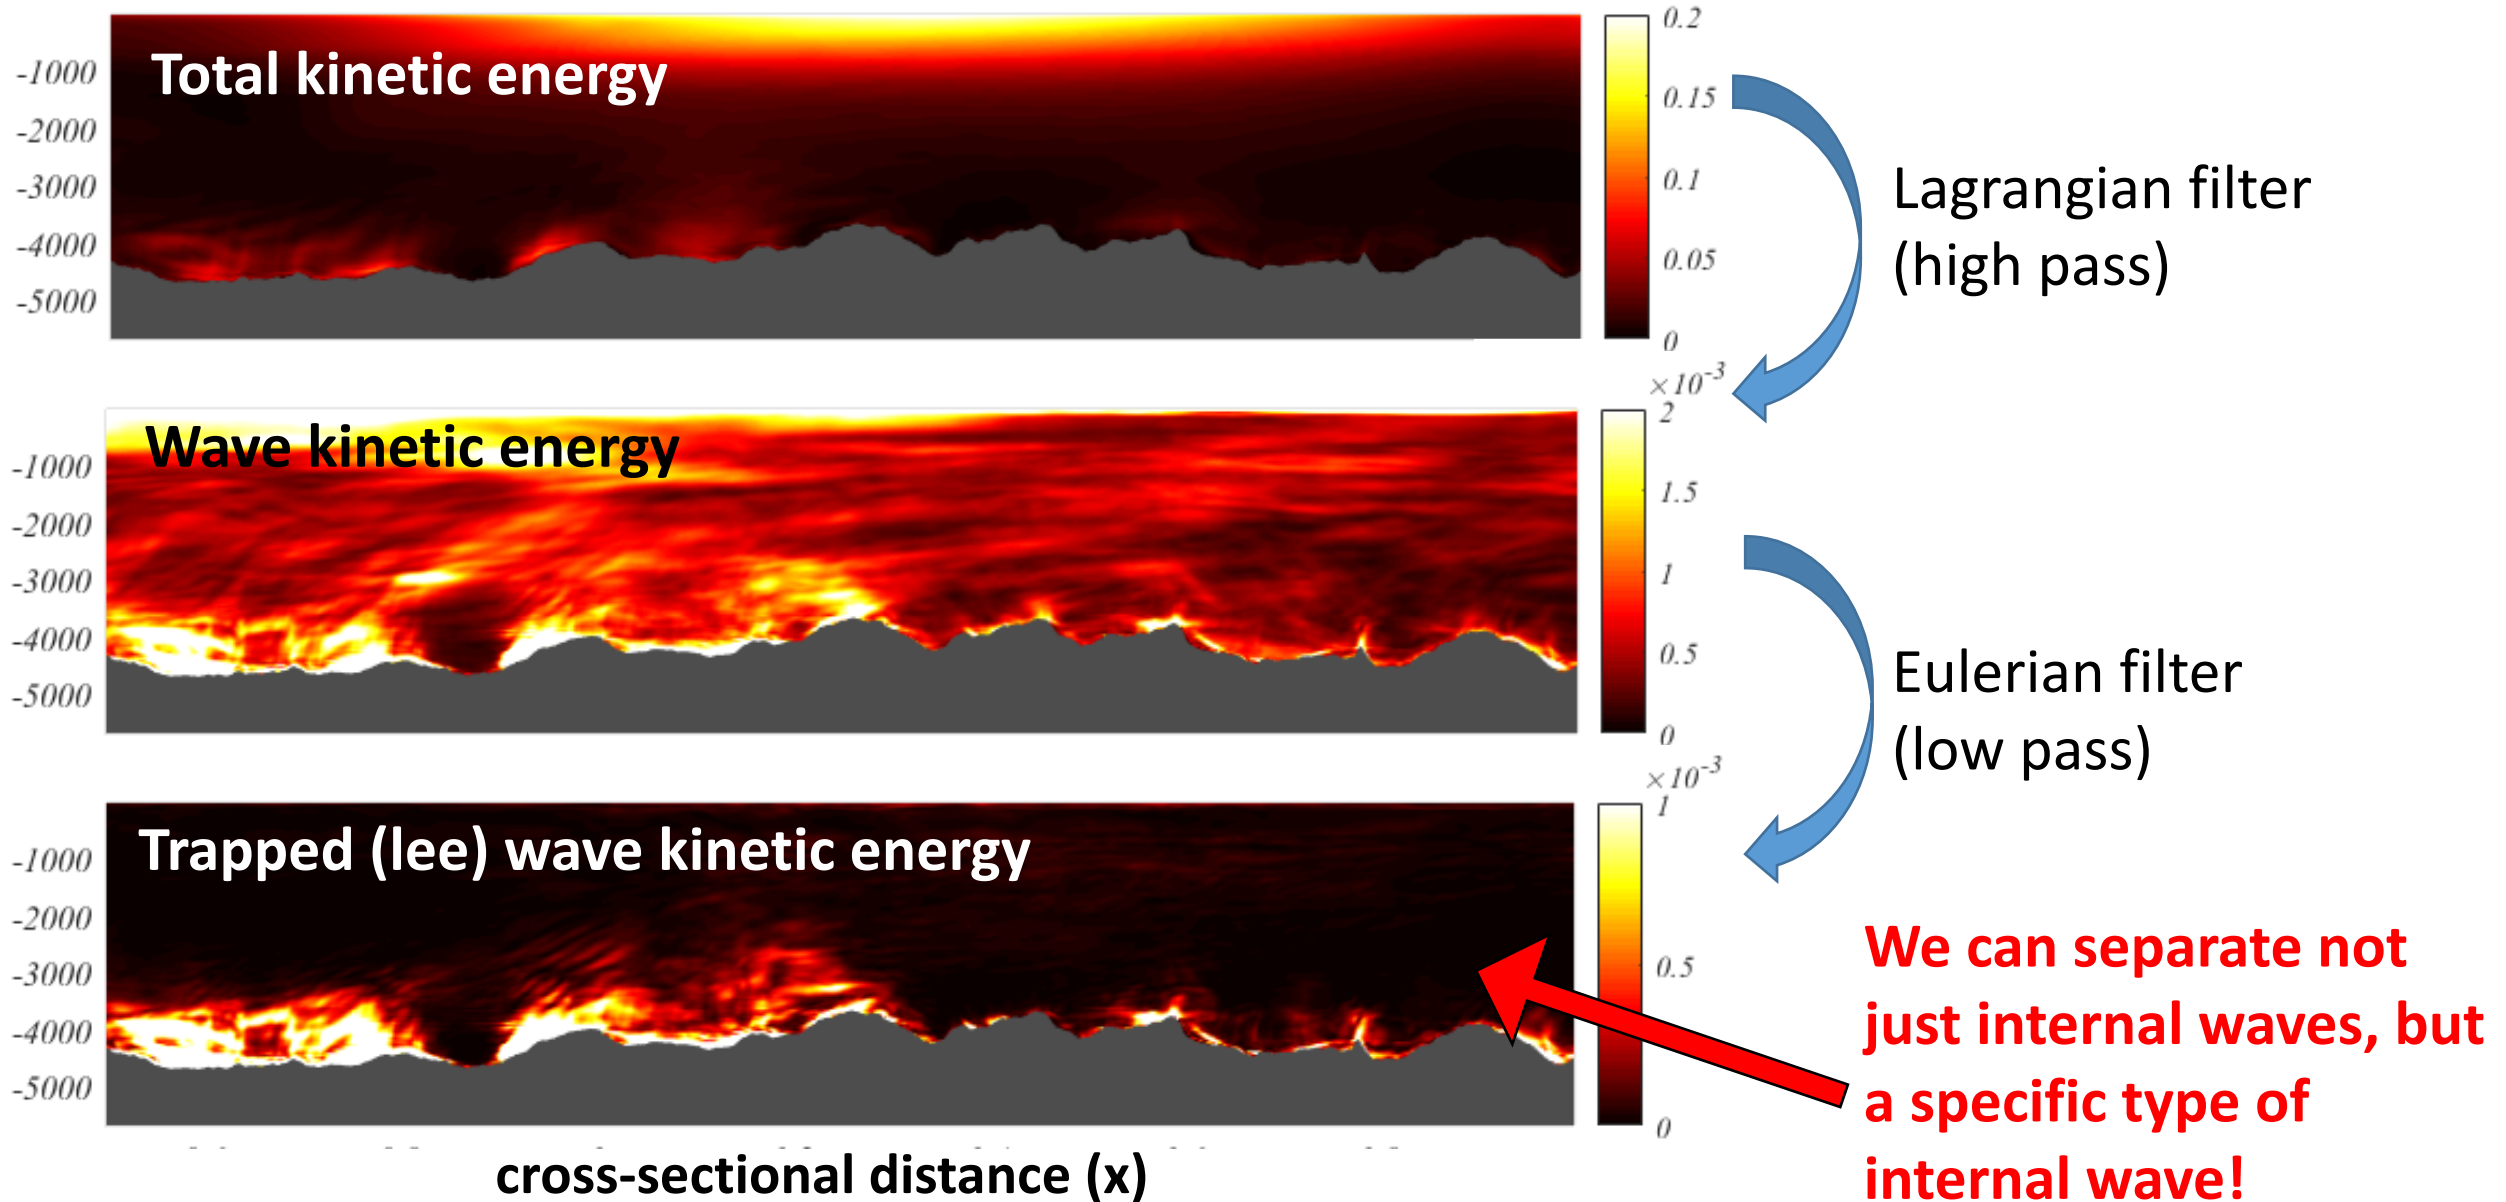 Total kinetic energy
-1000
-2000
-3000
-4000
-5000
0.2
0.15
0.1
0.05
0
Lagrangian filter
(high pass)
Wave kinetic energy
-1000
-2000
-3000
-4000
-5000
×10⁻³
2
1.5
1
0.5
0
Eulerian filter
(low pass)
Trapped (lee) wave kinetic energy
-1000
-2000
-3000
-4000
-5000
×10⁻³
1
0.5
0
We can separate not
just internal waves, but
a specific type of
internal wave!
cross-sectional distance (x)